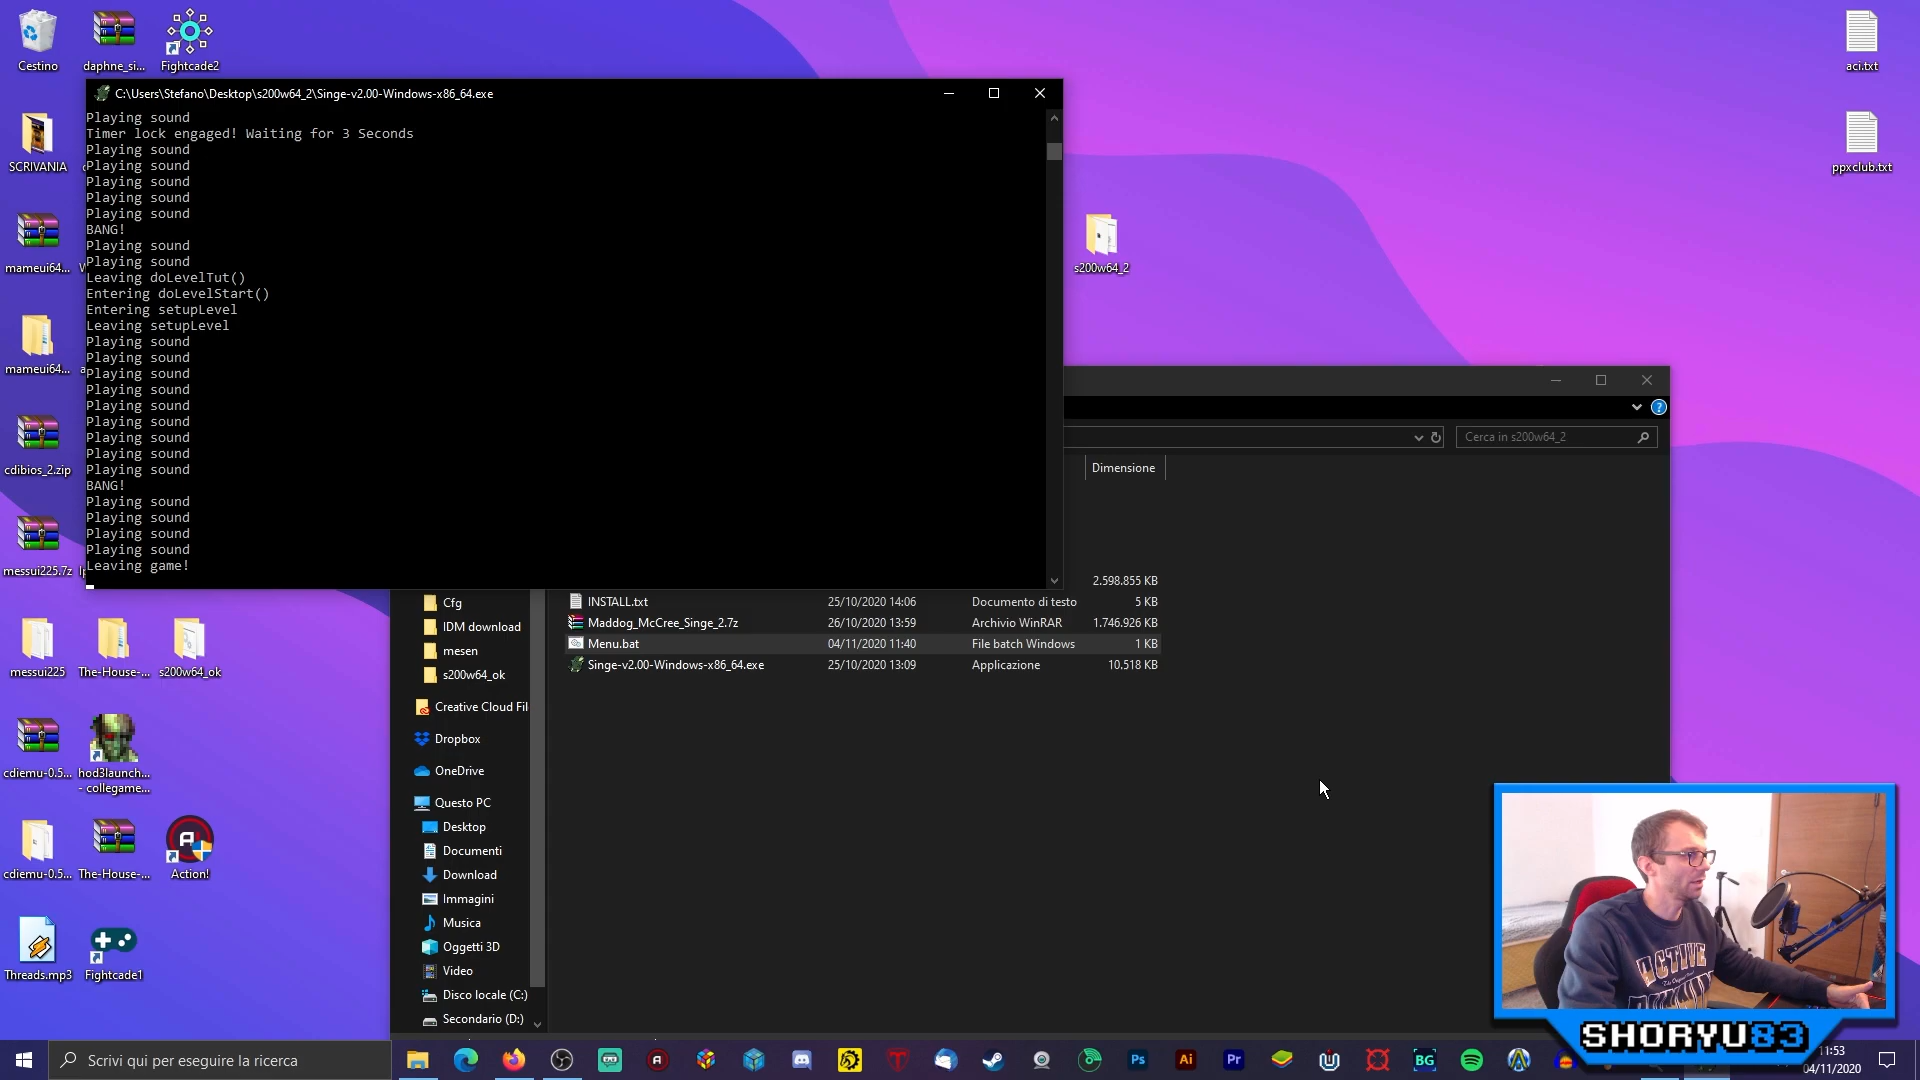 Cestino
daphne_si...
Fightcade2
aci.txt
C:\Users\Stefano\Desktop\s200w64_2\Singe-v2.00-Windows-x86_64.exe
Playing sound
Timer lock engaged! Waiting for 3 Seconds
Playing sound
Playing sound
Playing sound
Playing sound
Playing sound
BANG!
Playing sound
Playing sound
Leaving doLevelTut()
Entering doLevelStart()
Entering setupLevel
Leaving setupLevel
Playing sound
Playing sound
Playing sound
Playing sound
Playing sound
Playing sound
Playing sound
Playing sound
Playing sound
BANG!
Playing sound
Playing sound
Playing sound
Playing sound
Leaving game!
SCRIVANIA
ppxclub.txt
mameui64...
s200w64_2
mameui64...
cdibios_2.zip
messui225.7z
Cerca in s200w64_2
Dimensione
2.598.855 KB
INSTALL.txt 25/10/2020 14:06 Documento di testo 5 KB
Maddog_McCree_Singe_2.7z 26/10/2020 13:59 Archivio WinRAR 1.746.926 KB
Menu.bat 04/11/2020 11:40 File batch Windows 1 KB
Singe-v2.00-Windows-x86_64.exe 25/10/2020 13:09 Applicazione 10.518 KB
Cfg
IDM download
mesen
s200w64_ok
Creative Cloud Fil
Dropbox
OneDrive
Questo PC
Desktop
Documenti
Download
Immagini
Musica
Oggetti 3D
Video
Disco locale (C:)
Secondario (D:)
messui225
The-House-...
s200w64_ok
cdiemu-0.5...
hod3launch...
- collegame...
cdiemu-0.5...
The-House-...
Action!
Threads.mp3
Fightcade1
ACTIVE
SHORYU83
Scrivi qui per eseguire la ricerca
Ps
Ai
Pr
BG
11:53
04/11/2020